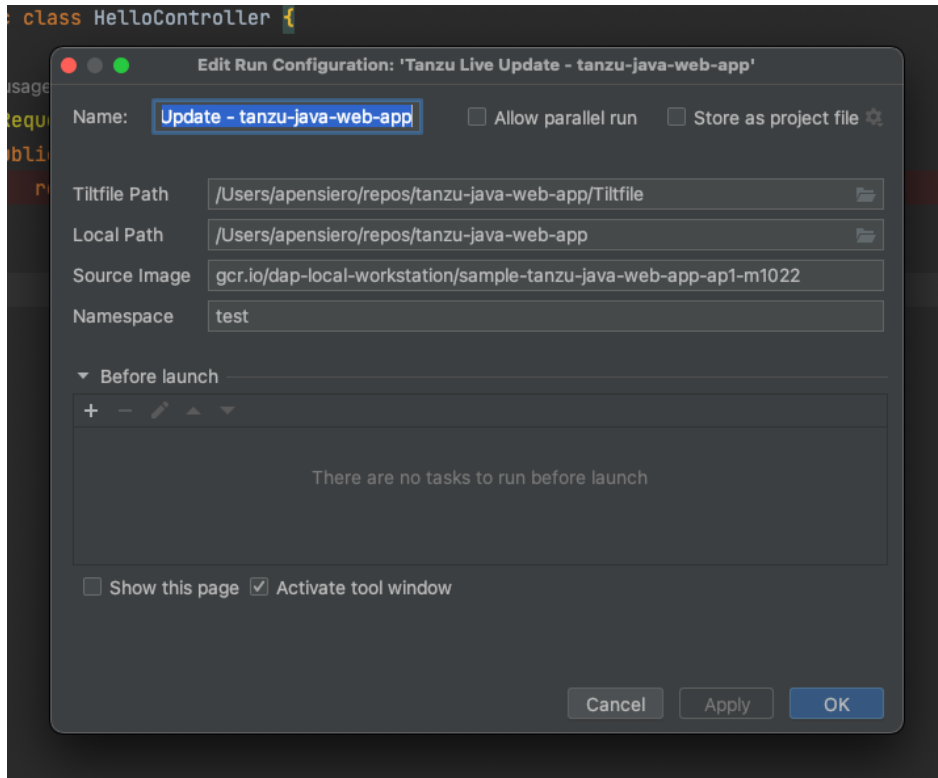 class HelloController {
Edit Run Configuration: 'Tanzu Live Update - tanzu-java-web-app'
Name: Update - tanzu-java-web-app Allow parallel run Store as project file
Tiltfile Path /Users/apensiero/repos/tanzu-java-web-app/Tiltfile
Local Path /Users/apensiero/repos/tanzu-java-web-app
Source Image gcr.io/dap-local-workstation/sample-tanzu-java-web-app-ap1-m1022
Namespace test
Before launch
There are no tasks to run before launch
Show this page Activate tool window
Cancel Apply OK